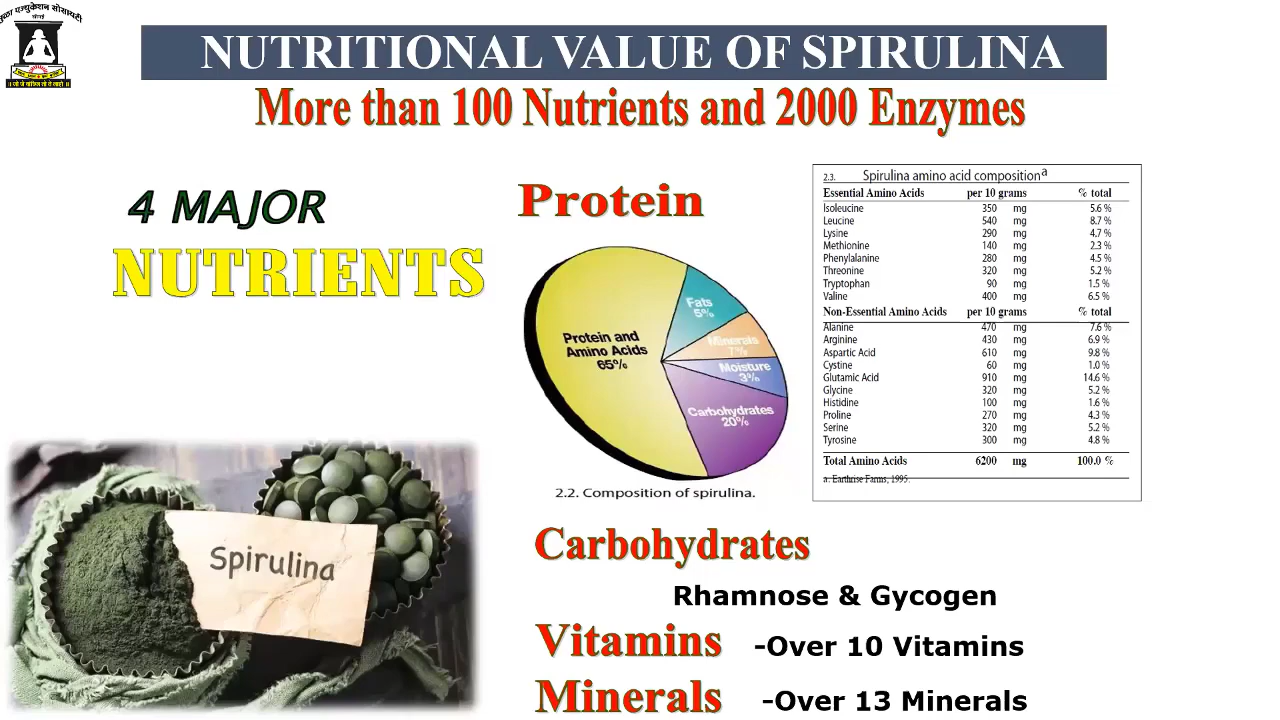 सोनई
NUTRITIONAL VALUE OF SPIRULINA
More than 100 Nutrients and 2000 Enzymes
4 MAJOR
NUTRIENTS
Protein
Protein and
Amino Acids
65%
Fats
5%
Minerals
7%
Moisture
3%
Carbohydrates
20%
2.2. Composition of spirulina.
2.3. Spirulina amino acid composition a
Essential Amino Acids per 10 grams % total
Isoleucine 350 mg 5.6 %
Leucine 540 mg 8.7 %
Lysine 290 mg 4.7 %
Methionine 140 mg 2.3 %
Phenylalanine 280 mg 4.5 %
Threonine 320 mg 5.2 %
Tryptophan 90 mg 1.5 %
Valine 400 mg 6.5 %
Non-Essential Amino Acids per 10 grams % total
Alanine 470 mg 7.6 %
Arginine 430 mg 6.9 %
Aspartic Acid 610 mg 9.8 %
Cystine 60 mg 1.0 %
Glutamic Acid 910 mg 14.6 %
Glycine 320 mg 5.2 %
Histidine 100 mg 1.6 %
Proline 270 mg 4.3 %
Serine 320 mg 5.2 %
Tyrosine 300 mg 4.8 %
Total Amino Acids 6200 mg 100.0 %
a. Earthrise Farms, 1995.
Spirulina
Carbohydrates
Rhamnose & Gycogen
Vitamins -Over 10 Vitamins
Minerals -Over 13 Minerals